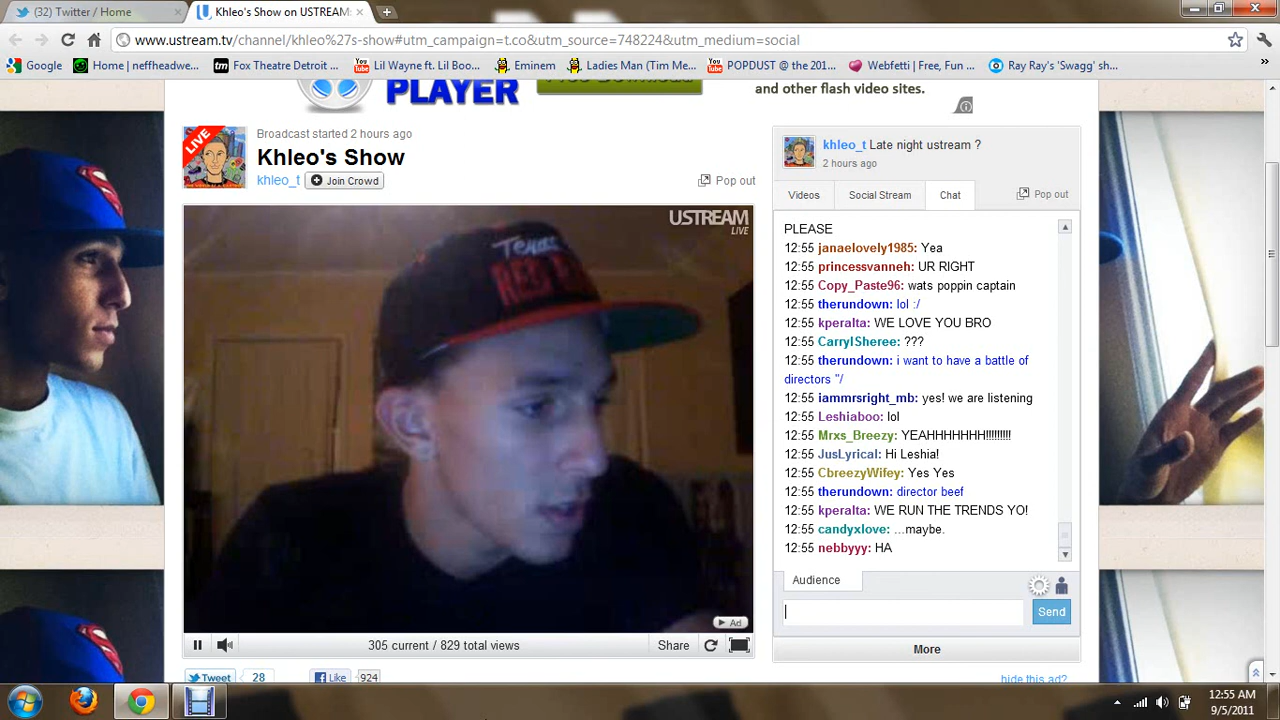 (32) Twitter / Home
Khleo's Show on USTREAM:
www.ustream.tv/channel/khleo%27s-show#utm_campaign=t.co&utm_source=748224&utm_medium=social
Google
Home | neffheadwe...
Fox Theatre Detroit ...
Lil Wayne ft. Lil Boo...
Eminem
Ladies Man (Tim Me...
POPDUST @ the 201...
Webfetti | Free, Fun ...
Ray Ray's 'Swagg' sh...
PLAYER
and other flash video sites.
LIVE
Broadcast started 2 hours ago
Khleo's Show
khleo_t
Join Crowd
Pop out
USTREAM
LIVE
Texas
Ad
305 current / 829 total views
Share
Tweet
28
Like
924
khleo_t Late night ustream ?
2 hours ago
Videos
Social Stream
Chat
Pop out
PLEASE
12:55 janaelovely1985: Yea
12:55 princessvanneh: UR RIGHT
12:55 Copy_Paste96: wats poppin captain
12:55 therundown: lol :/
12:55 kperalta: WE LOVE YOU BRO
12:55 CarrylSheree: ???
12:55 therundown: i want to have a battle of
directors "/
12:55 iammrsright_mb: yes! we are listening
12:55 Leshiaboo: lol
12:55 Mrxs_Breezy: YEAHHHHHHH!!!!!!!!!
12:55 JusLyrical: Hi Leshia!
12:55 CbreezyWifey: Yes Yes
12:55 therundown: director beef
12:55 kperalta: WE RUN THE TRENDS YO!
12:55 candyxlove: ...maybe.
12:55 nebbyyy: HA
Audience
Send
More
hide this ad?
12:55 AM
9/5/2011